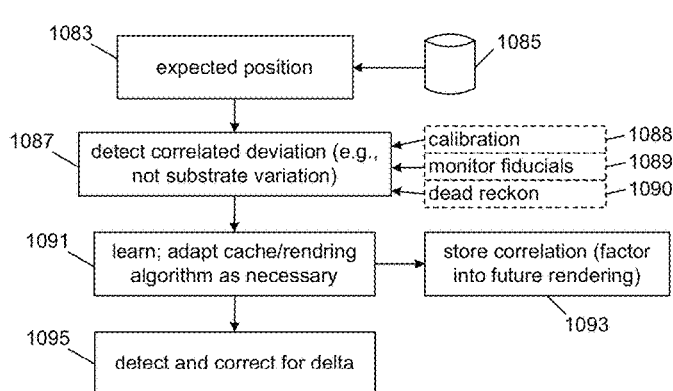 1083
expected position
1085
1087
detect correlated deviation (e.g.,
not substrate variation)
calibration
1088
monitor fiducials
1089
dead reckon
1090
1091
learn; adapt cache/rendring
algorithm as necessary
store correlation (factor
into future rendering)
1093
1095
detect and correct for delta